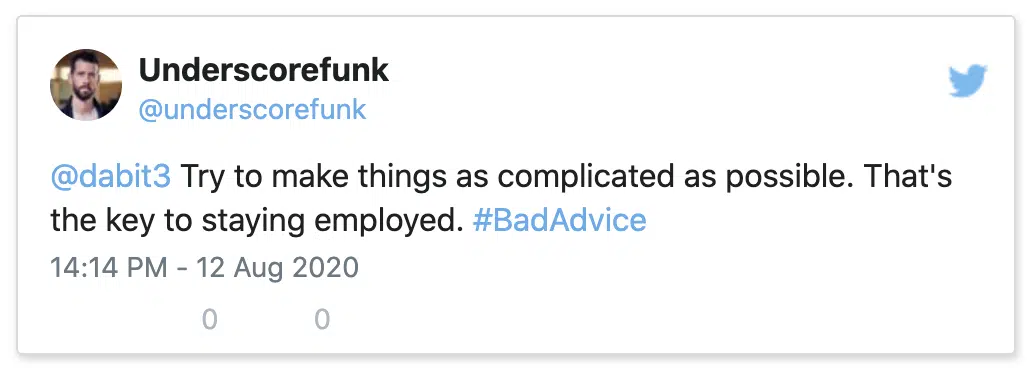 Underscorefunk
@underscorefunk
@dabit3 Try to make things as complicated as possible. That's
the key to staying employed. #BadAdvice
14:14 PM - 12 Aug 2020
0 0